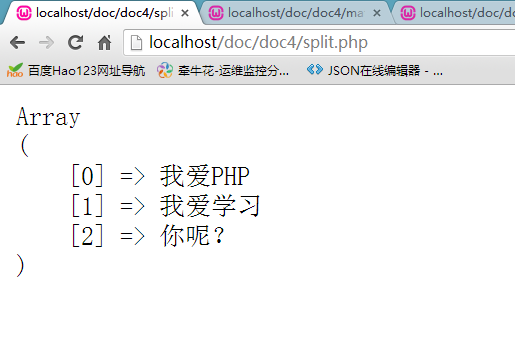 localhost/doc/doc4/split
localhost/doc/doc4/ma
localhost/doc/doc
localhost/doc/doc4/split.php
百度Hao123网址导航
牵牛花-运维监控分...
JSON在线编辑器 - ...
Array
(
[0] => 我爱PHP
[1] => 我爱学习
[2] => 你呢？
)